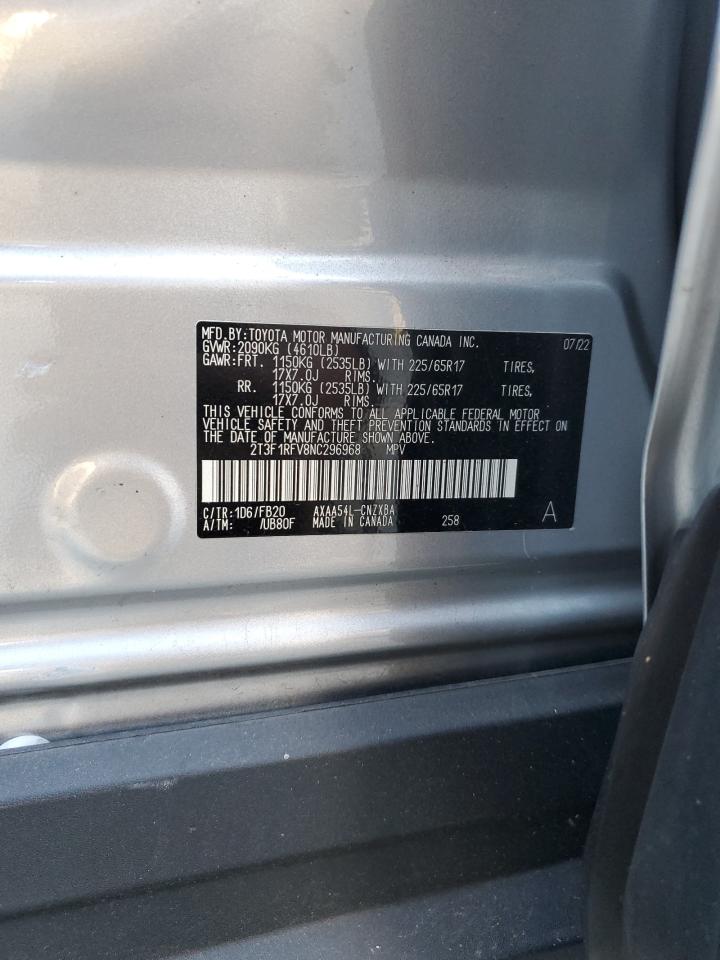 MFD.BY:TOYOTA MOTOR MANUFACTURING CANADA INC. 07/22
GVWR:2090KG (4610LB)
GAWR:FRT. 1150KG (2535LB) WITH 225/65R17 TIRES,
17X7.0J RIMS.
RR. 1150KG (2535LB) WITH 225/65R17 TIRES,
17X7.0J RIMS.
THIS VEHICLE CONFORMS TO ALL APPLICABLE FEDERAL MOTOR
VEHICLE SAFETY AND THEFT PREVENTION STANDARDS IN EFFECT ON
THE DATE OF MANUFACTURE SHOWN ABOVE.
2T3F1RFV8NC296968 MPV
C/TR:1D6/FB20 AXAA54L-CNZXBA
A/TM: /UB80F MADE IN CANADA 258 A